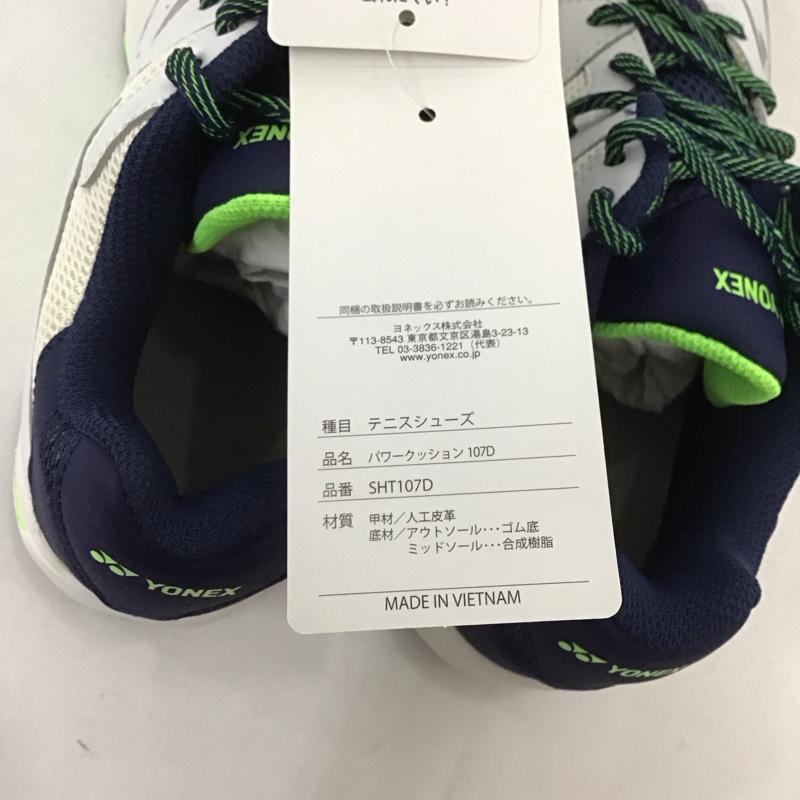 YONEX
YONEX
同梱の取扱説明書を必ずお読みください。
ヨネックス株式会社
〒113-8543 東京都文京区湯島3-23-13
TEL 03-3836-1221（代表）
www.yonex.co.jp
種目 テニスシューズ
品名 パワークッション 107D
品番 SHT107D
材質 甲材／人工皮革
底材／アウトソール･･･ゴム底
ミッドソール･･･合成樹脂
MADE IN VIETNAM
YONEX
YONEX